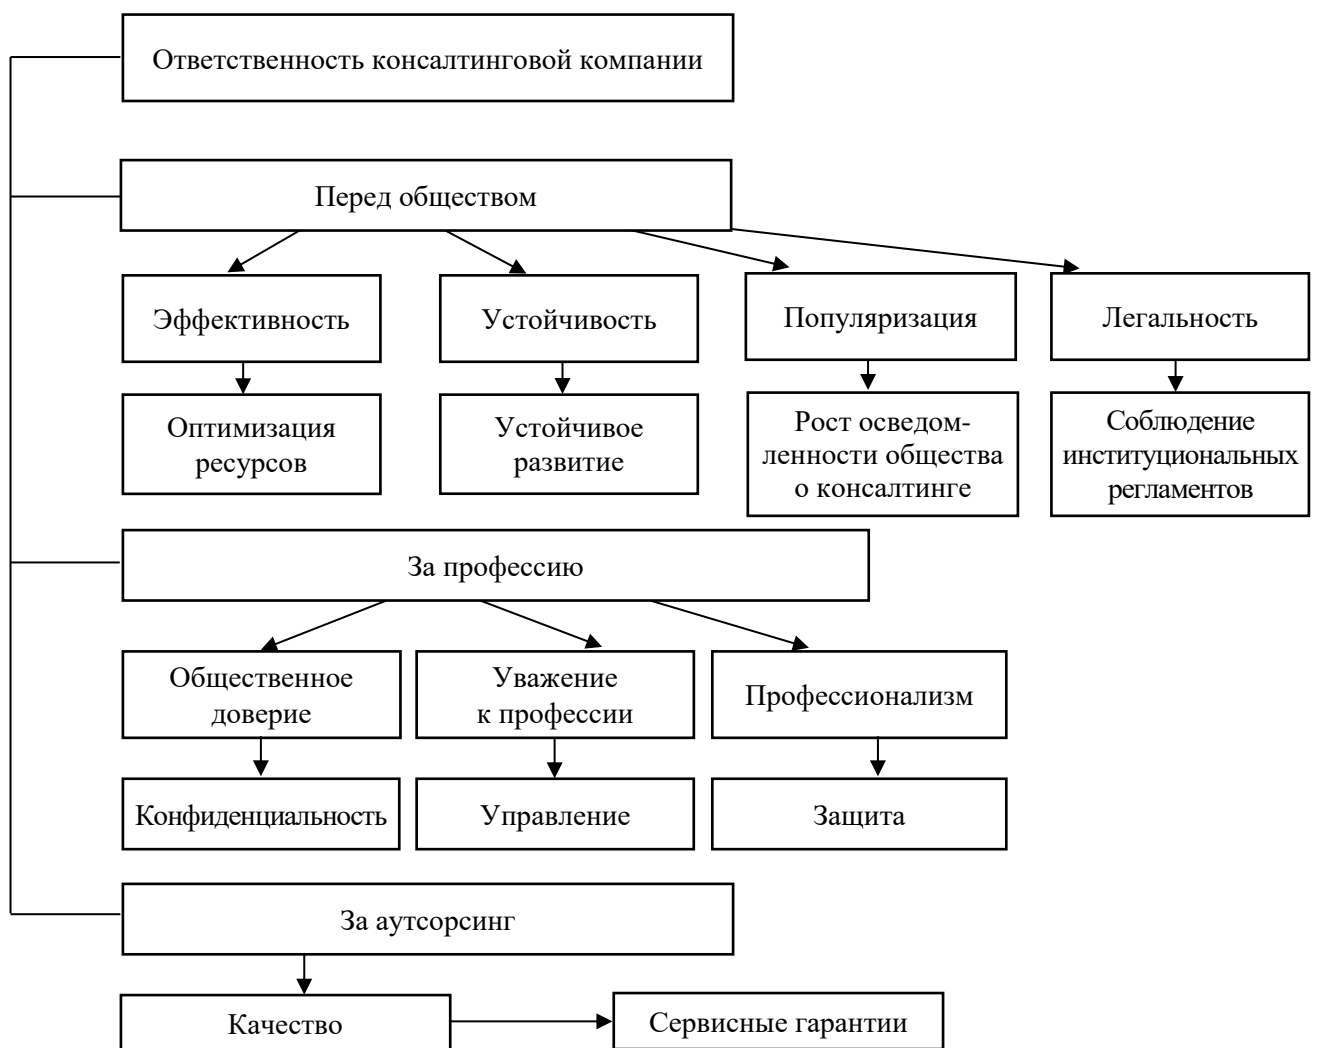 Ответственность консалтинговой компании
Перед обществом
Эффективность
Устойчивость
Популяризация
Легальность
Оптимизация
ресурсов
Устойчивое
развитие
Рост осведом-
ленности общества
о консалтинге
Соблюдение
институциональных
регламентов
За профессию
Общественное
доверие
Уважение
к профессии
Профессионализм
Конфиденциальность
Управление
Защита
За аутсорсинг
Качество
Сервисные гарантии